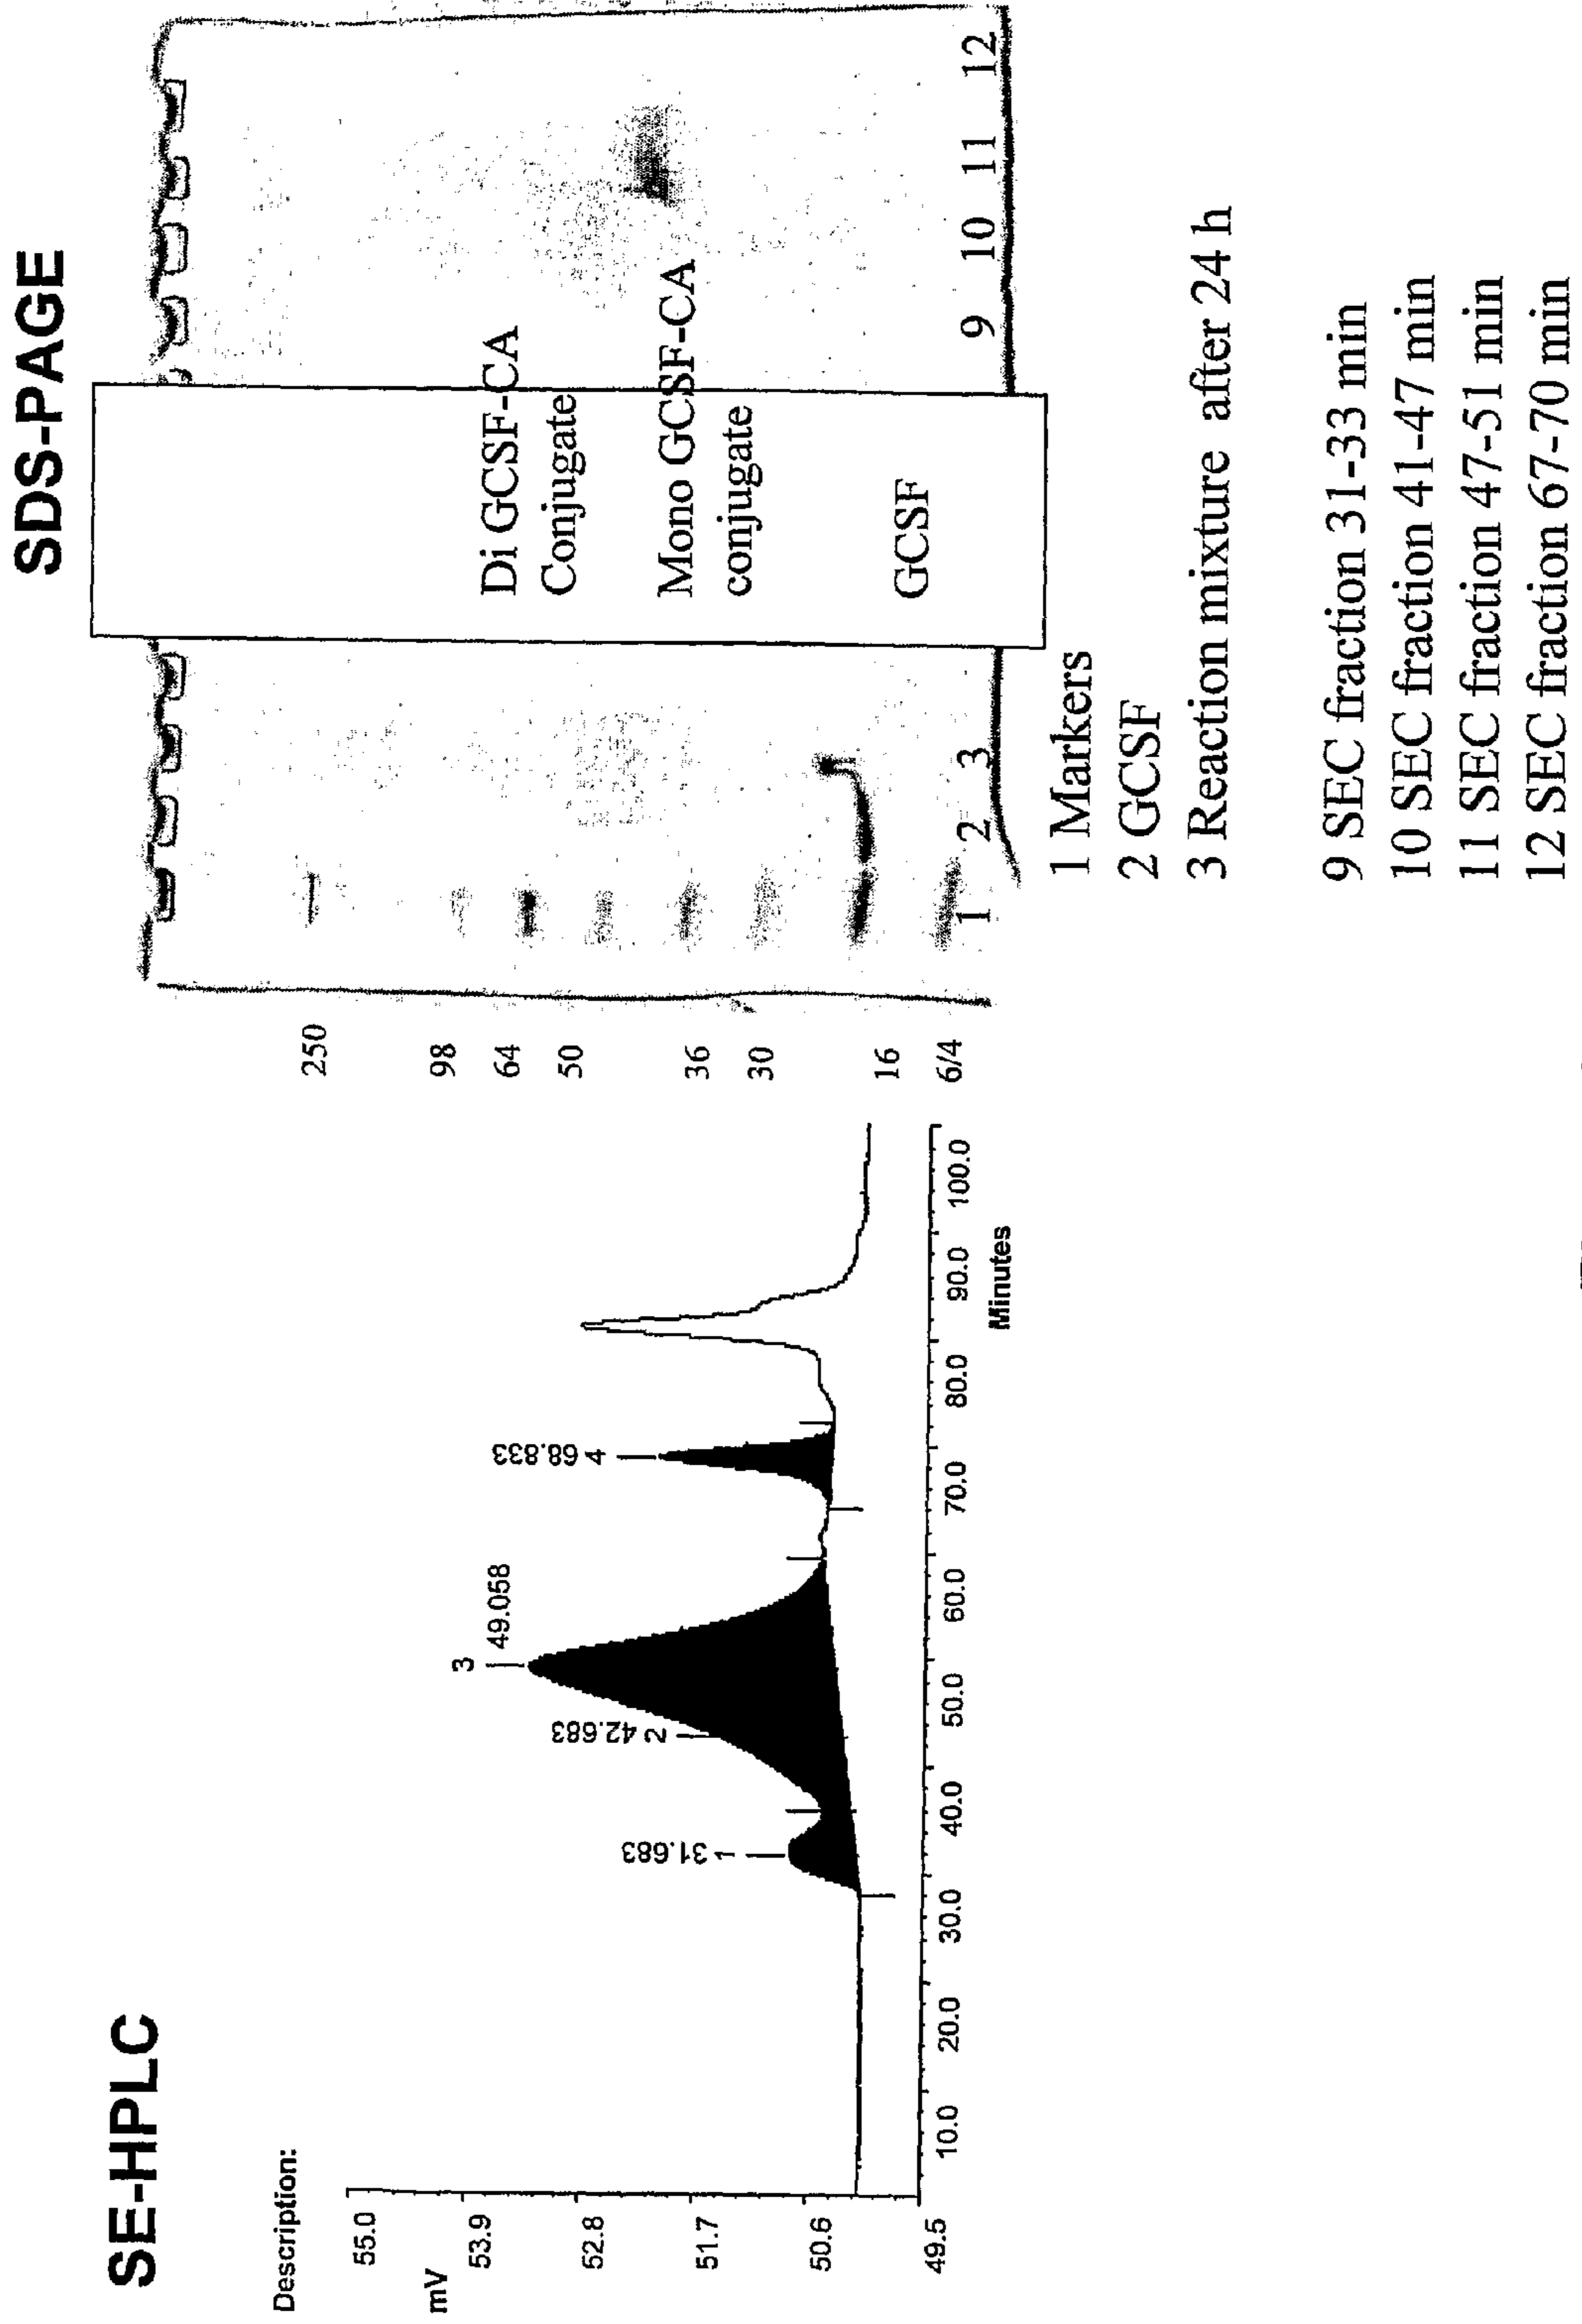 SE-HPLC
Description:
mV
55.0
53.9
52.8
51.7
50.6
49.5
10.0
20.0
30.0
40.0
50.0
60.0
70.0
80.0
90.0
100.0
Minutes
1
31.683
2
42.683
3
49.058
4
68.833
SDS-PAGE
250
98
64
50
36
30
16
6/4
1
2
3
Di GCSF-CA
Conjugate
Mono GCSF-CA
conjugate
GCSF
9
10
11
12
1 Markers
2 GCSF
3 Reaction mixture after 24 h
9 SEC fraction 31-33 min
10 SEC fraction 41-47 min
11 SEC fraction 47-51 min
12 SEC fraction 67-70 min